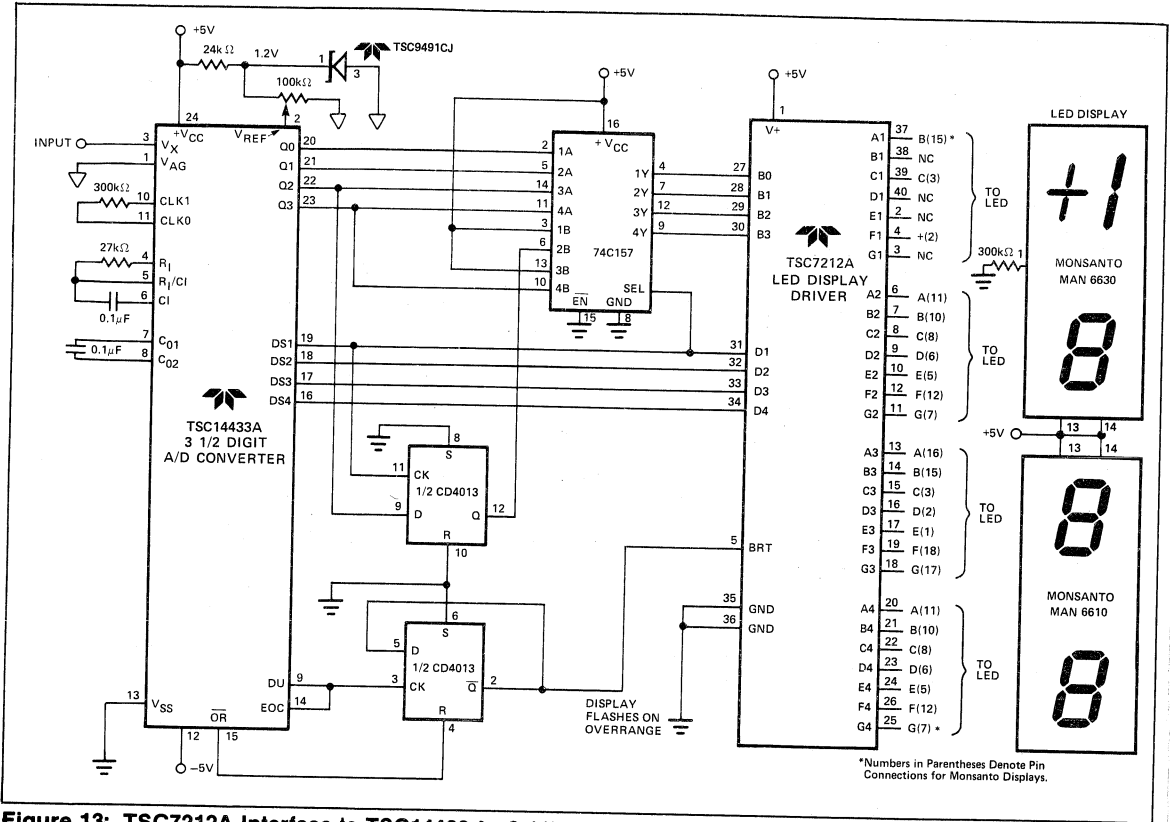 +5V
24k Ω
1.2V
1
3
TSC9491CJ
100kΩ
24
2
+VCC
VREF
INPUT
3
VX
1
VAG
300kΩ
10
CLK1
11
CLK0
27kΩ
4
RI
5
RI/CI
6
CI
0.1µF
7
C01
0.1µF
8
C02
Q0
20
Q1
21
Q2
22
Q3
23
DS1
19
DS2
18
DS3
17
DS4
16
TSC14433A
3 1/2 DIGIT
A/D CONVERTER
DU
9
EOC
14
13
VSS
OR
12
15
–5V
+5V
16
+ VCC
2
1A
5
2A
14
3A
11
4A
3
1B
6
2B
13
3B
10
4B
1Y
4
2Y
7
3Y
12
4Y
9
74C157
SEL
EN
GND
15
8
8
S
11
CK
1/2 CD4013
9
D
Q
12
R
10
6
S
5
D
1/2 CD4013
3
CK
Q
2
R
4
DISPLAY
FLASHES ON
OVERRANGE
+5V
1
V+
27
B0
28
B1
29
B2
30
B3
TSC7212A
LED DISPLAY
DRIVER
31
D1
32
D2
33
D3
34
D4
5
BRT
35
GND
36
GND
A1 37 B(15) *
B1 38 NC
C1 39 C(3)
D1 40 NC
E1 2 NC
F1 4 +(2)
G1 3 NC
TO
LED
A2 6 A(11)
B2 7 B(10)
C2 8 C(8)
D2 9 D(6)
E2 10 E(5)
F2 12 F(12)
G2 11 G(7)
TO
LED
A3 13 A(16)
B3 14 B(15)
C3 15 C(3)
D3 16 D(2)
E3 17 E(1)
F3 19 F(18)
G3 18 G(17)
TO
LED
A4 20 A(11)
B4 21 B(10)
C4 22 C(8)
D4 23 D(6)
E4 24 E(5)
F4 26 F(12)
G4 25 G(7) *
TO
LED
LED DISPLAY
+1
300kΩ
1
MONSANTO
MAN 6630
8
+5V
13
14
13
14
8
MONSANTO
MAN 6610
8
*Numbers in Parentheses Denote Pin
Connections for Monsanto Displays.
Figure 13: TSC7212A Interface to